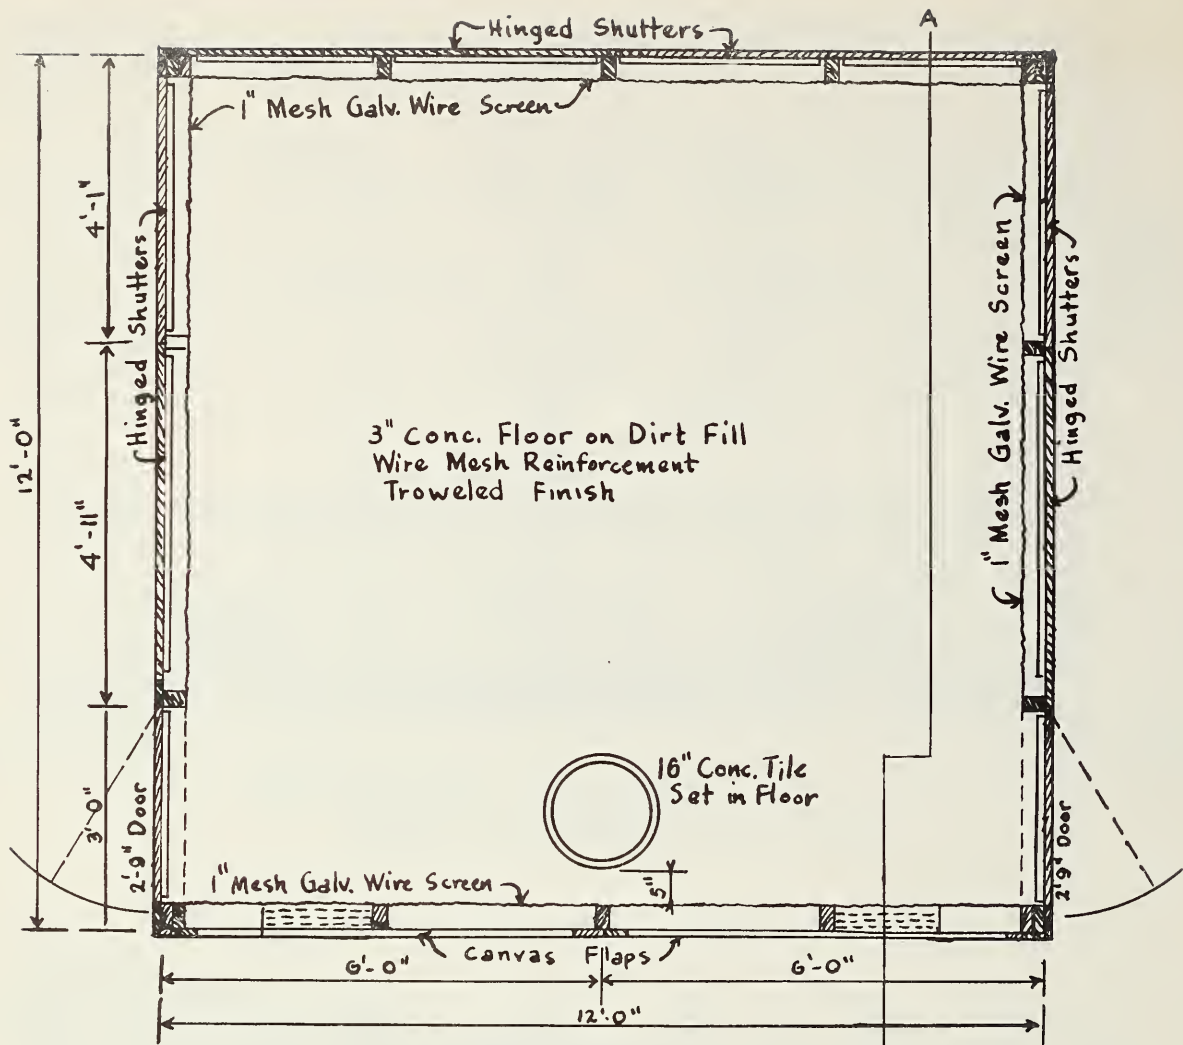 Hinged Shutters
A
1" Mesh Galv. Wire Screen
4'-1"
Hinged Shutters
12'-0"
4'-11"
3'-0"
2'-9" Door
1" Mesh Galv. Wire Screen
Hinged Shutters
3" Conc. Floor on Dirt Fill
Wire Mesh Reinforcement
Troweled Finish
16" Conc. Tile
Set in Floor
2'-9" Door
1" Mesh Galv. Wire Screen
5"
Canvas Flaps
6'-0"
6'-0"
12'-0"